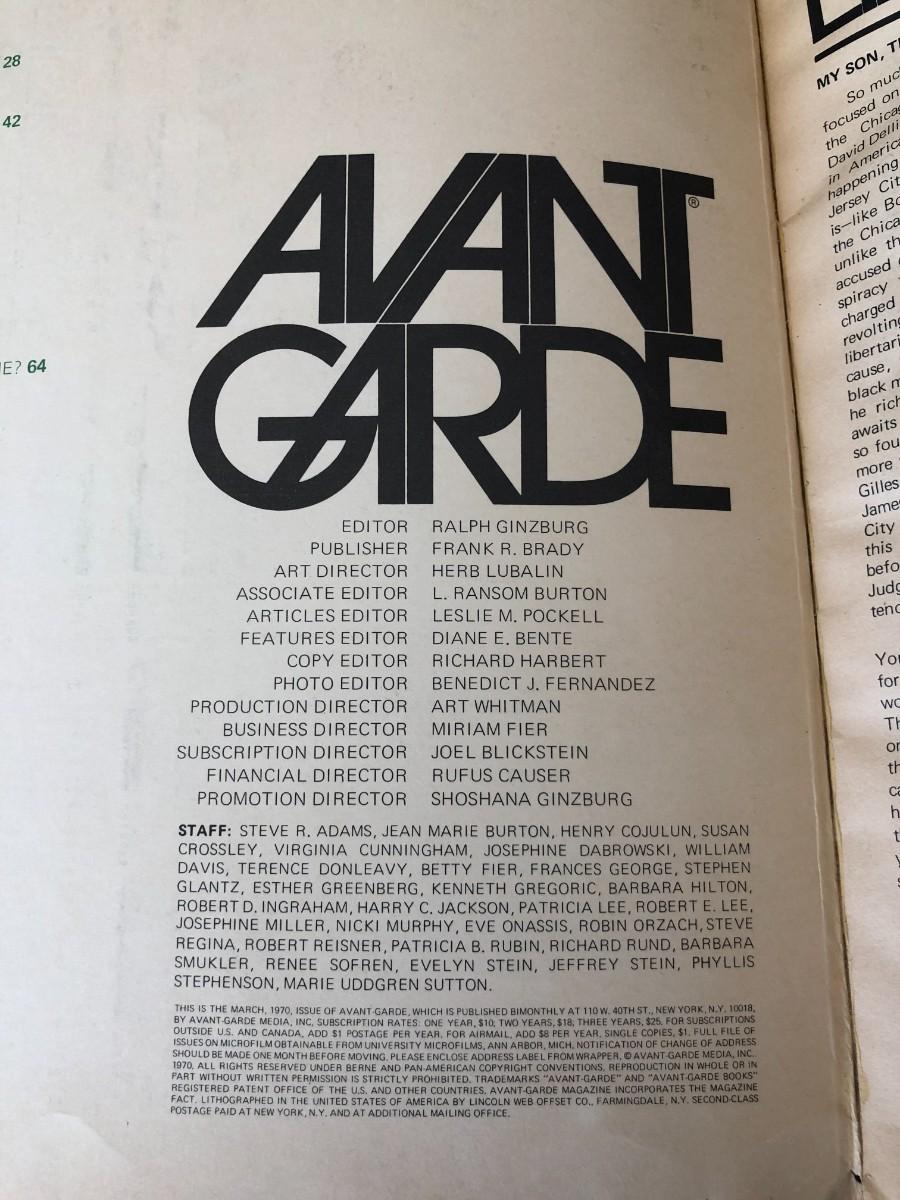 28
42
E? 64
AVANT
GARDE
®
EDITOR RALPH GINZBURG
PUBLISHER FRANK R. BRADY
ART DIRECTOR HERB LUBALIN
ASSOCIATE EDITOR L. RANSOM BURTON
ARTICLES EDITOR LESLIE M. POCKELL
FEATURES EDITOR DIANE E. BENTE
COPY EDITOR RICHARD HARBERT
PHOTO EDITOR BENEDICT J. FERNANDEZ
PRODUCTION DIRECTOR ART WHITMAN
BUSINESS DIRECTOR MIRIAM FIER
SUBSCRIPTION DIRECTOR JOEL BLICKSTEIN
FINANCIAL DIRECTOR RUFUS CAUSER
PROMOTION DIRECTOR SHOSHANA GINZBURG
STAFF: STEVE R. ADAMS, JEAN MARIE BURTON, HENRY COJULUN, SUSAN
CROSSLEY, VIRGINIA CUNNINGHAM, JOSEPHINE DABROWSKI, WILLIAM
DAVIS, TERENCE DONLEAVY, BETTY FIER, FRANCES GEORGE, STEPHEN
GLANTZ, ESTHER GREENBERG, KENNETH GREGORIC, BARBARA HILTON,
ROBERT D. INGRAHAM, HARRY C. JACKSON, PATRICIA LEE, ROBERT E. LEE,
JOSEPHINE MILLER, NICKI MURPHY, EVE ONASSIS, ROBIN ORZACH, STEVE
REGINA, ROBERT REISNER, PATRICIA B. RUBIN, RICHARD RUND, BARBARA
SMUKLER, RENEE SOFREN, EVELYN STEIN, JEFFREY STEIN, PHYLLIS
STEPHENSON, MARIE UDDGREN SUTTON.
THIS IS THE MARCH, 1970, ISSUE OF AVANT-GARDE, WHICH IS PUBLISHED BIMONTHLY AT 110 W. 40TH ST., NEW YORK, N.Y. 10018,
BY AVANT-GARDE MEDIA, INC. SUBSCRIPTION RATES: ONE YEAR, $10; TWO YEARS, $18; THREE YEARS, $25. FOR SUBSCRIPTIONS
OUTSIDE U.S. AND CANADA, ADD $1 POSTAGE PER YEAR. FOR AIRMAIL, ADD $8 PER YEAR. SINGLE COPIES, $1. FULL FILE OF
ISSUES ON MICROFILM OBTAINABLE FROM UNIVERSITY MICROFILMS, ANN ARBOR, MICH. NOTIFICATION OF CHANGE OF ADDRESS
SHOULD BE MADE ONE MONTH BEFORE MOVING. PLEASE ENCLOSE ADDRESS LABEL FROM WRAPPER. © AVANT-GARDE MEDIA, INC.
1970. ALL RIGHTS RESERVED UNDER BERNE AND PAN-AMERICAN COPYRIGHT CONVENTIONS. REPRODUCTION IN WHOLE OR IN
PART WITHOUT WRITTEN PERMISSION IS STRICTLY PROHIBITED. TRADEMARKS "AVANT-GARDE" AND "AVANT-GARDE BOOKS"
REGISTERED PATENT OFFICE OF THE U.S. AND OTHER COUNTRIES. AVANT-GARDE MAGAZINE INCORPORATES THE MAGAZINE
FACT. LITHOGRAPHED IN THE UNITED STATES OF AMERICA BY LINCOLN WEB OFFSET CO., FARMINGDALE, N.Y. SECOND-CLASS
POSTAGE PAID AT NEW YORK, N.Y. AND AT ADDITIONAL MAILING OFFICE.
MY SON, T
So muc
focused on
the Chica
David Delli
in Americ
happening
Jersey Cit
is—like Bo
the Chica
unlike th
accused
spiracy
charged
revolting
libertari
cause,
black m
he rich
awaits
so fou
more
Gilles
Jame
City
this
befo
Judg
tenc
You
for
wo
Th
or
th
ca
h
t
y
s